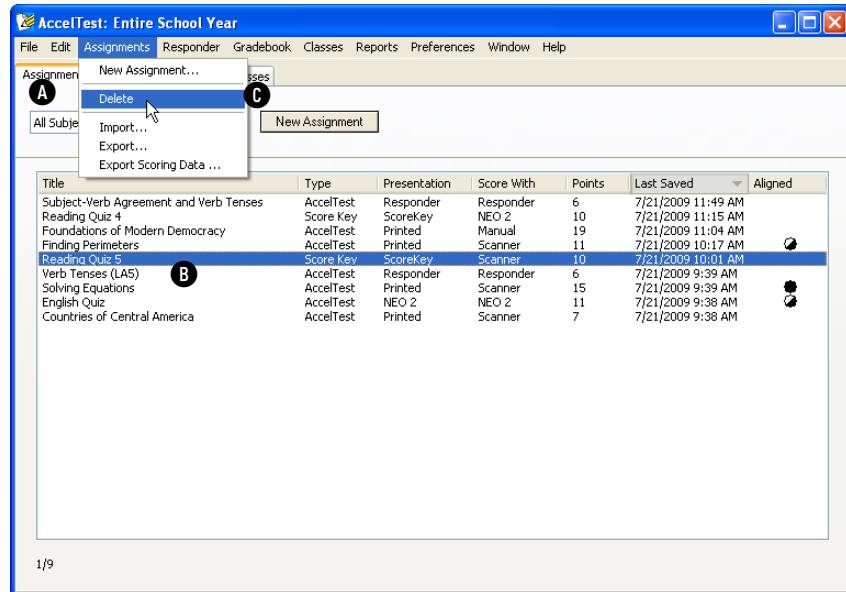 AccelTest: Entire School Year
File Edit Assignments Responder Gradebook Classes Reports Preferences Window Help
Assignmen sses
A
New Assignment...
Delete
C
Import...
Export...
Export Scoring Data ...
All Subje New Assignment
Title Type Presentation Score With Points Last Saved Aligned
Subject-Verb Agreement and Verb Tenses AccelTest Responder Responder 6 7/21/2009 11:49 AM
Reading Quiz 4 Score Key ScoreKey NEO 2 10 7/21/2009 11:15 AM
Foundations of Modern Democracy AccelTest Printed Manual 19 7/21/2009 11:04 AM
Finding Perimeters AccelTest Printed Scanner 11 7/21/2009 10:17 AM
Reading Quiz 5 Score Key ScoreKey Scanner 10 7/21/2009 10:01 AM
B
Verb Tenses (LA5) AccelTest Responder Responder 6 7/21/2009 9:39 AM
Solving Equations AccelTest Printed Scanner 15 7/21/2009 9:39 AM
English Quiz AccelTest NEO 2 NEO 2 11 7/21/2009 9:38 AM
Countries of Central America AccelTest Printed Scanner 7 7/21/2009 9:38 AM
1/9